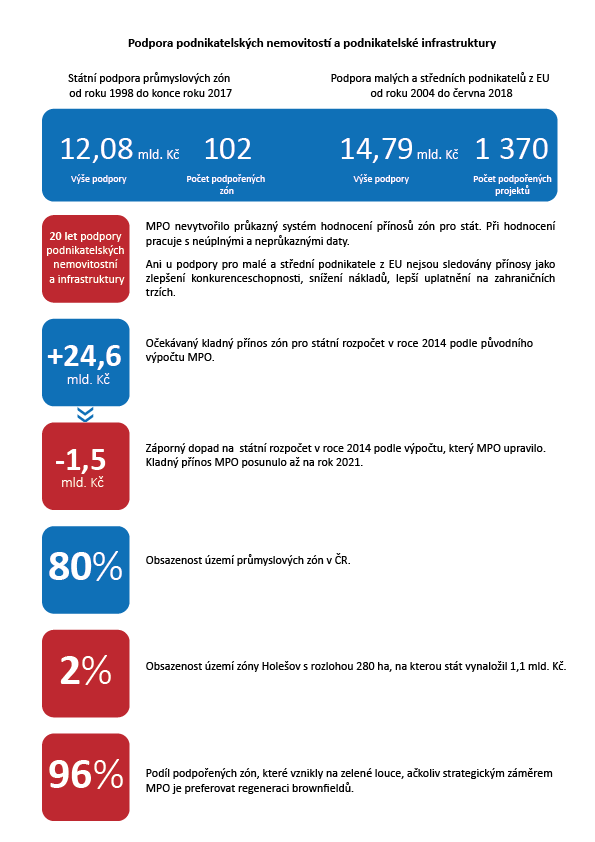 Podpora podnikatelských nemovitostí a podnikatelské infrastruktury
Státní podpora průmyslových zón
od roku 1998 do konce roku 2017
Podpora malých a středních podnikatelů z EU
od roku 2004 do června 2018
12,08 mld. Kč
Výše podpory
102
Počet podpořených
zón
14,79 mld. Kč
Výše podpory
1 370
Počet podpořených
projektů
20 let podpory
podnikatelských
nemovitostní
a infrastruktury
MPO nevytvořilo průkazný systém hodnocení přínosů zón pro stát. Při hodnocení
pracuje s neúplnými a neprůkaznými daty.
Ani u podpory pro malé a střední podnikatele z EU nejsou sledovány přínosy jako
zlepšení konkurenceschopnosti, snížení nákladů, lepší uplatnění na zahraničních
trzích.
+24,6
mld. Kč
Očekávaný kladný přínos zón pro státní rozpočet v roce 2014 podle původního
výpočtu MPO.
-1,5
mld. Kč
Záporný dopad na státní rozpočet v roce 2014 podle výpočtu, který MPO upravilo.
Kladný přínos MPO posunulo až na rok 2021.
80%
Obsazenost území průmyslových zón v ČR.
2%
Obsazenost území zóny Holešov s rozlohou 280 ha, na kterou stát vynaložil 1,1 mld. Kč.
96%
Podíl podpořených zón, které vznikly na zelené louce, ačkoliv strategickým záměrem
MPO je preferovat regeneraci brownfieldů.